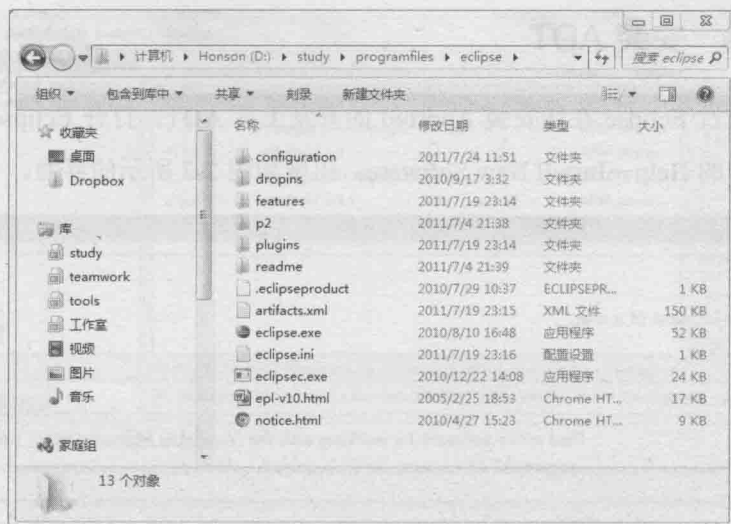 计算机 ▸ Honson (D:) ▸ study ▸ programfiles ▸ eclipse ▸
搜索 eclipse
组织 包含到库中 共享 刻录 新建文件夹
收藏夹
桌面
Dropbox
库
study
teamwork
tools
工作室
视频
图片
音乐
家庭组
名称 修改日期 类型 大小
configuration 2011/7/24 11:51 文件夹
dropins 2010/9/17 3:32 文件夹
features 2011/7/19 23:14 文件夹
p2 2011/7/4 21:38 文件夹
plugins 2011/7/19 23:14 文件夹
readme 2011/7/4 21:39 文件夹
.eclipseproduct 2010/7/29 10:37 ECLIPSEPR... 1 KB
artifacts.xml 2011/7/19 23:15 XML 文件 150 KB
eclipse.exe 2010/8/10 16:48 应用程序 52 KB
eclipse.ini 2011/7/19 23:16 配置设置 1 KB
eclipsec.exe 2010/12/22 14:08 应用程序 24 KB
epl-v10.html 2005/2/25 18:53 Chrome HT... 17 KB
notice.html 2010/4/27 15:23 Chrome HT... 9 KB
13 个对象